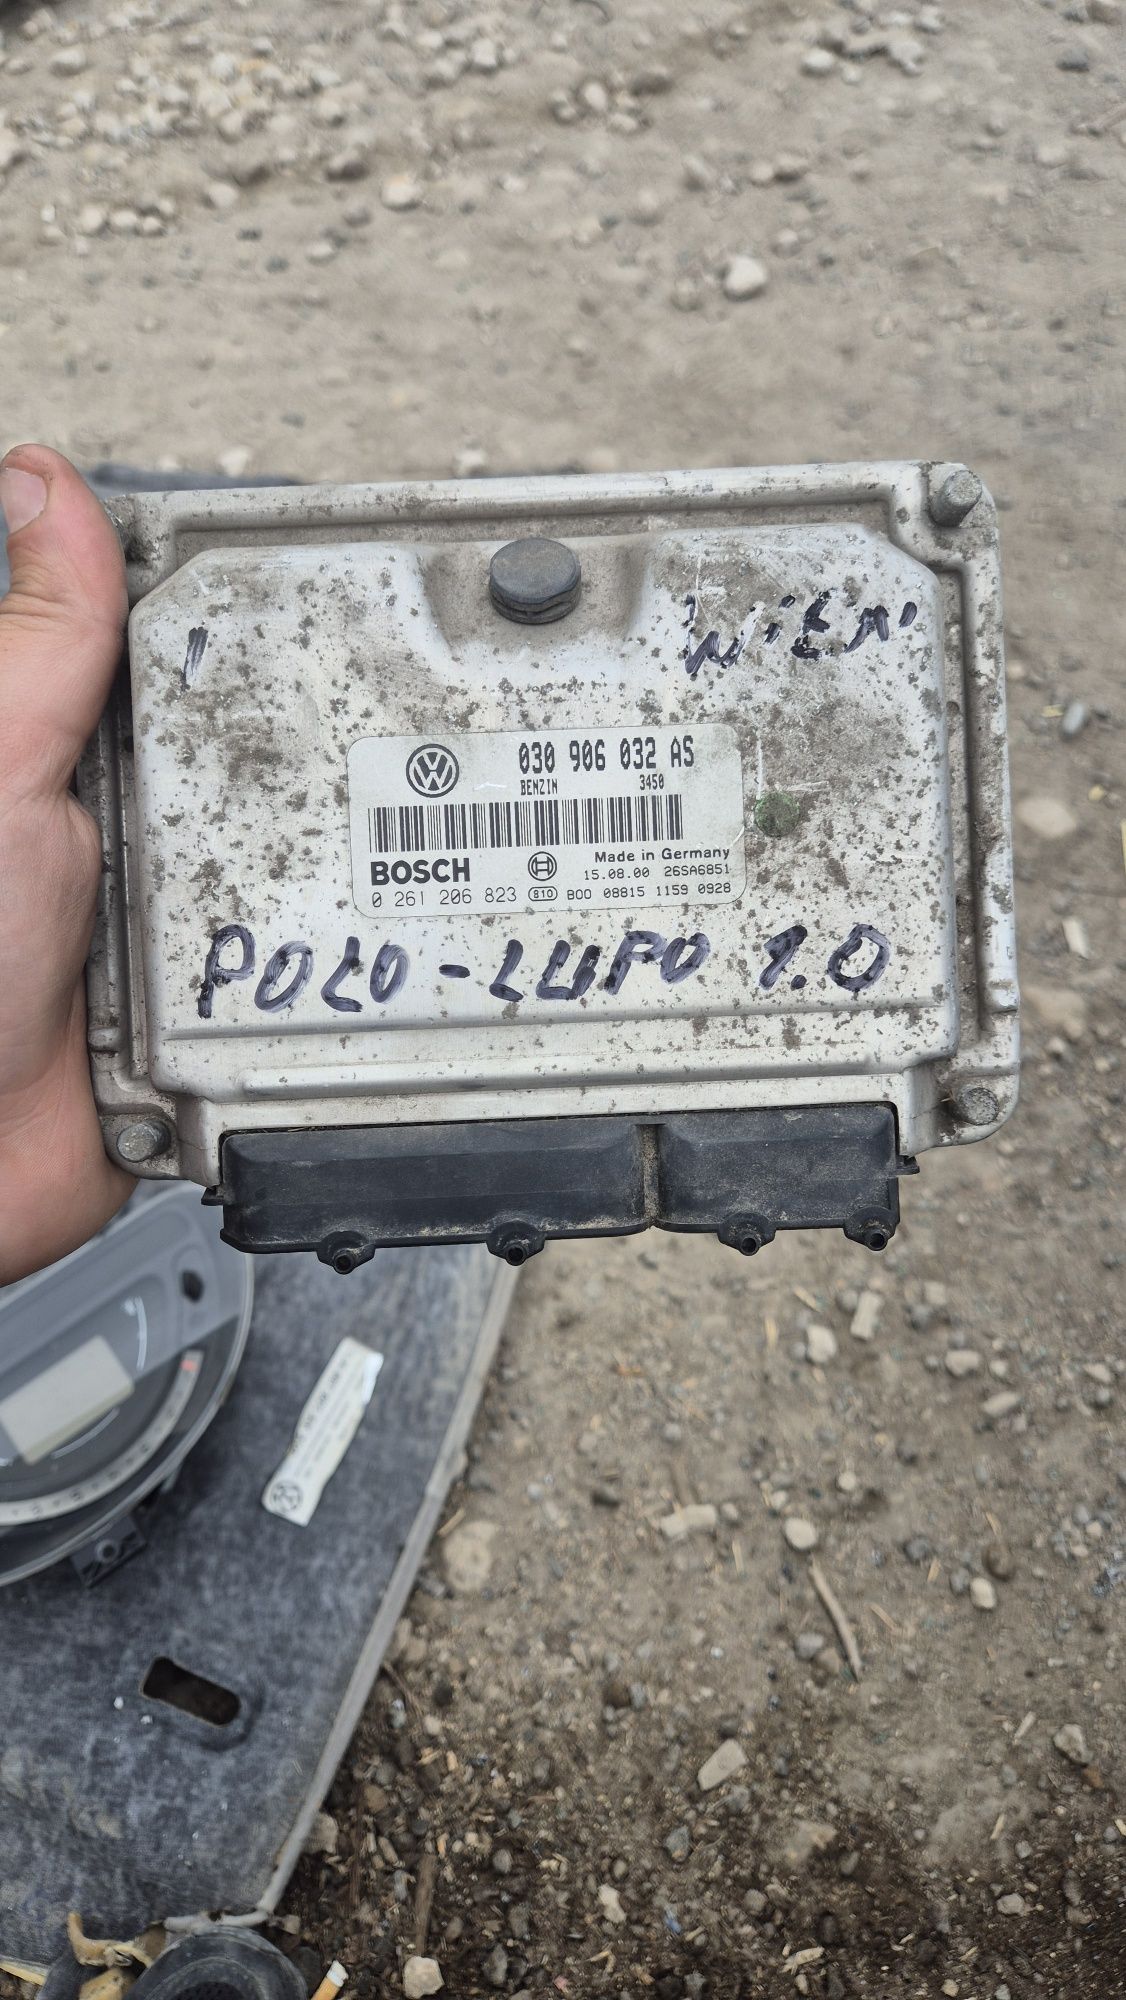 I WiEN
030 906 032 AS
BENZIN 3450
BOSCH Made in Germany
15.08.00 26SA6851
0 261 206 823 810 B00 08815 1159 0928
POLO - LUPO 1.0